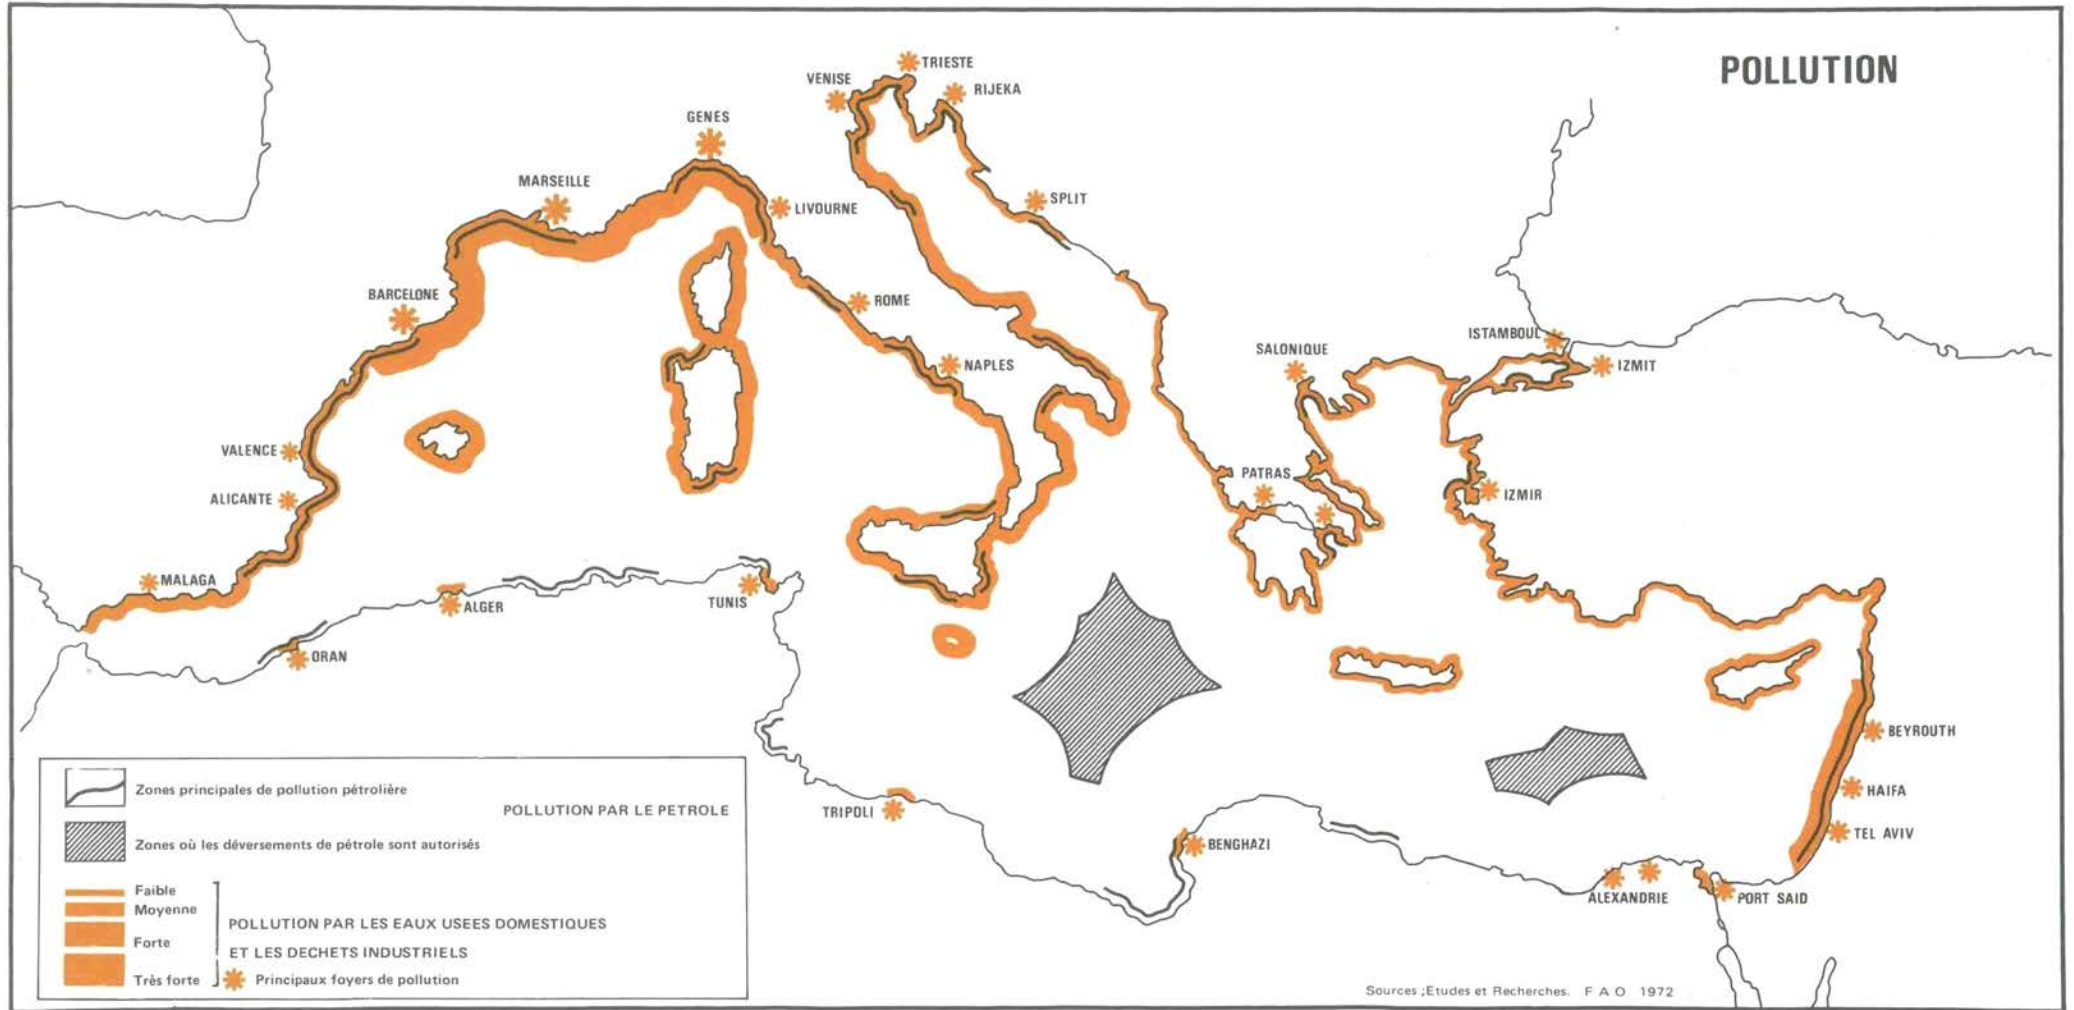 POLLUTION
TRIESTE
VENISE
RIJEKA
GENES
MARSEILLE
LIVOURNE
SPLIT
BARCELONE
ROME
ISTAMBOUL
SALONIQUE
NAPLES
IZMIT
VALENCE
PATRAS
ALICANTE
IZMIR
MALAGA
ALGER
TUNIS
ORAN
BEYROUTH
HAIFA
TRIPOLI
TEL AVIV
BENGHAZI
ALEXANDRIE
PORT SAID
Zones principales de pollution pétrolière
POLLUTION PAR LE PETROLE
Zones où les déversements de pétrole sont autorisés
Faible
Moyenne
Forte
Très forte
POLLUTION PAR LES EAUX USEES DOMESTIQUES
ET LES DECHETS INDUSTRIELS
Principaux foyers de pollution
Sources ;Etudes et Recherches. F A O 1972